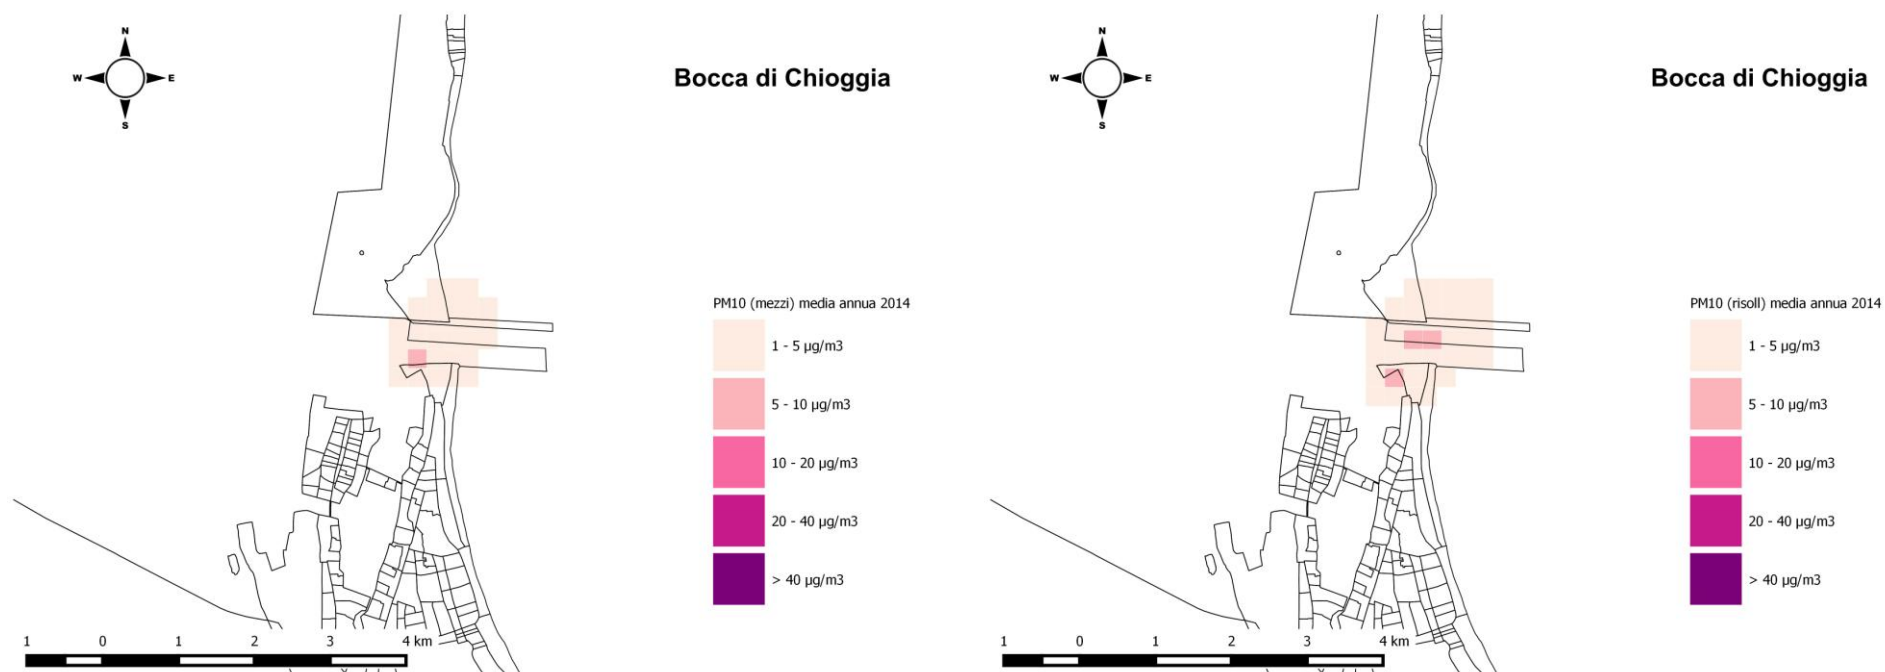 N
W E
S
Bocca di Chioggia
PM10 (mezzi) media annua 2014
1 - 5 µg/m3
5 - 10 µg/m3
10 - 20 µg/m3
20 - 40 µg/m3
> 40 µg/m3
1 0 1 2 3 4 km
N
W E
S
Bocca di Chioggia
PM10 (risoll) media annua 2014
1 - 5 µg/m3
5 - 10 µg/m3
10 - 20 µg/m3
20 - 40 µg/m3
> 40 µg/m3
1 0 1 2 3 4 km